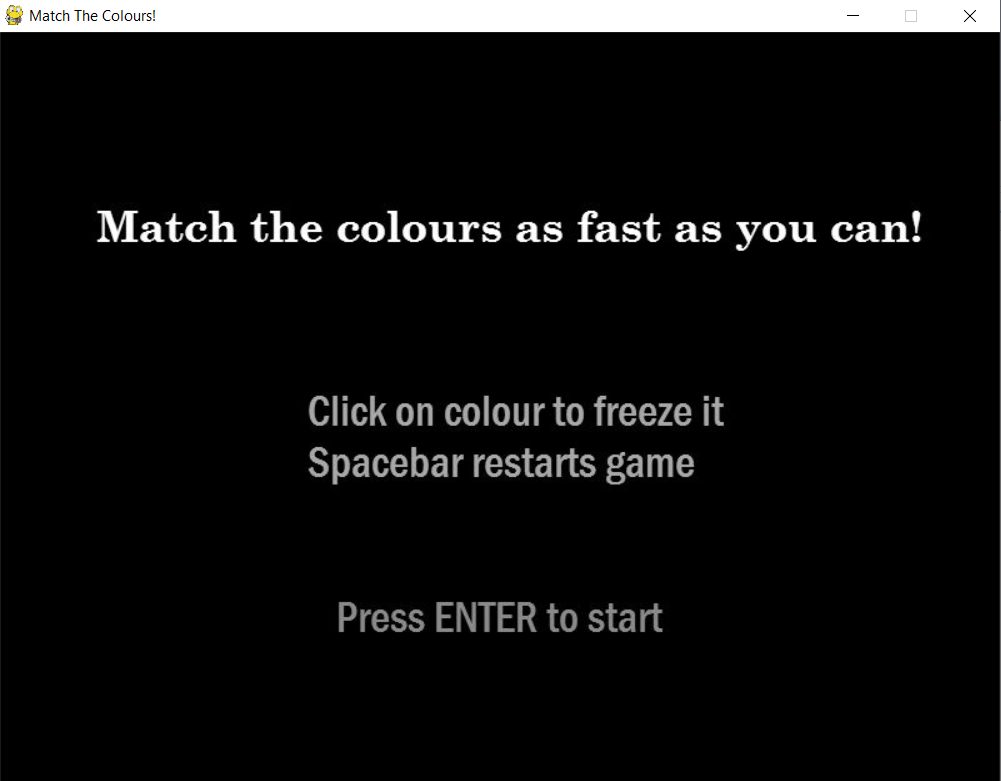 Match The Colours!
Match the colours as fast as you can!
Click on colour to freeze it
Spacebar restarts game
Press ENTER to start